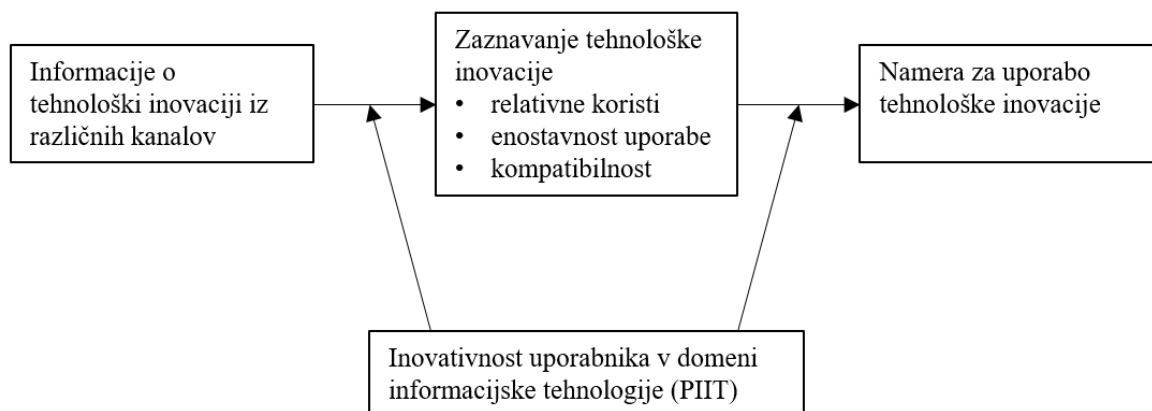 Informacije o
tehnološki inovaciji iz
različnih kanalov
Zaznavanje tehnološke
inovacije
• relativne koristi
• enostavnost uporabe
• kompatibilnost
Namera za uporabo
tehnološke inovacije
Inovativnost uporabnika v domeni
informacijske tehnologije (PIIT)